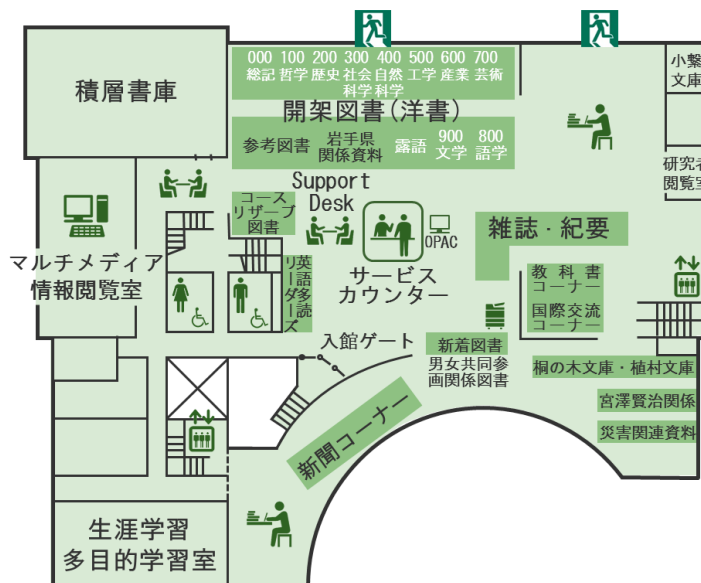 積層書庫
000 100 200 300 400 500 600 700
総記 哲学 歴史 社会 自然 工学 産業 芸術
科学 科学
開架図書(洋書)
参考図書
岩手県
関係資料
露語
900
文学
800
語学
小繋
文庫
研究者
閲覧室
Support
Desk
コース
リザーブ
図書
OPAC
サービス
カウンター
雑誌・紀要
マルチメディア
情報閲覧室
英語多読
リーダーズ
教科書
コーナー
国際交流
コーナー
入館ゲート
新着図書
男女共同参
画関係図書
桐の木文庫・植村文庫
宮澤賢治関係
災害関連資料
新聞コーナー
生涯学習
多目的学習室